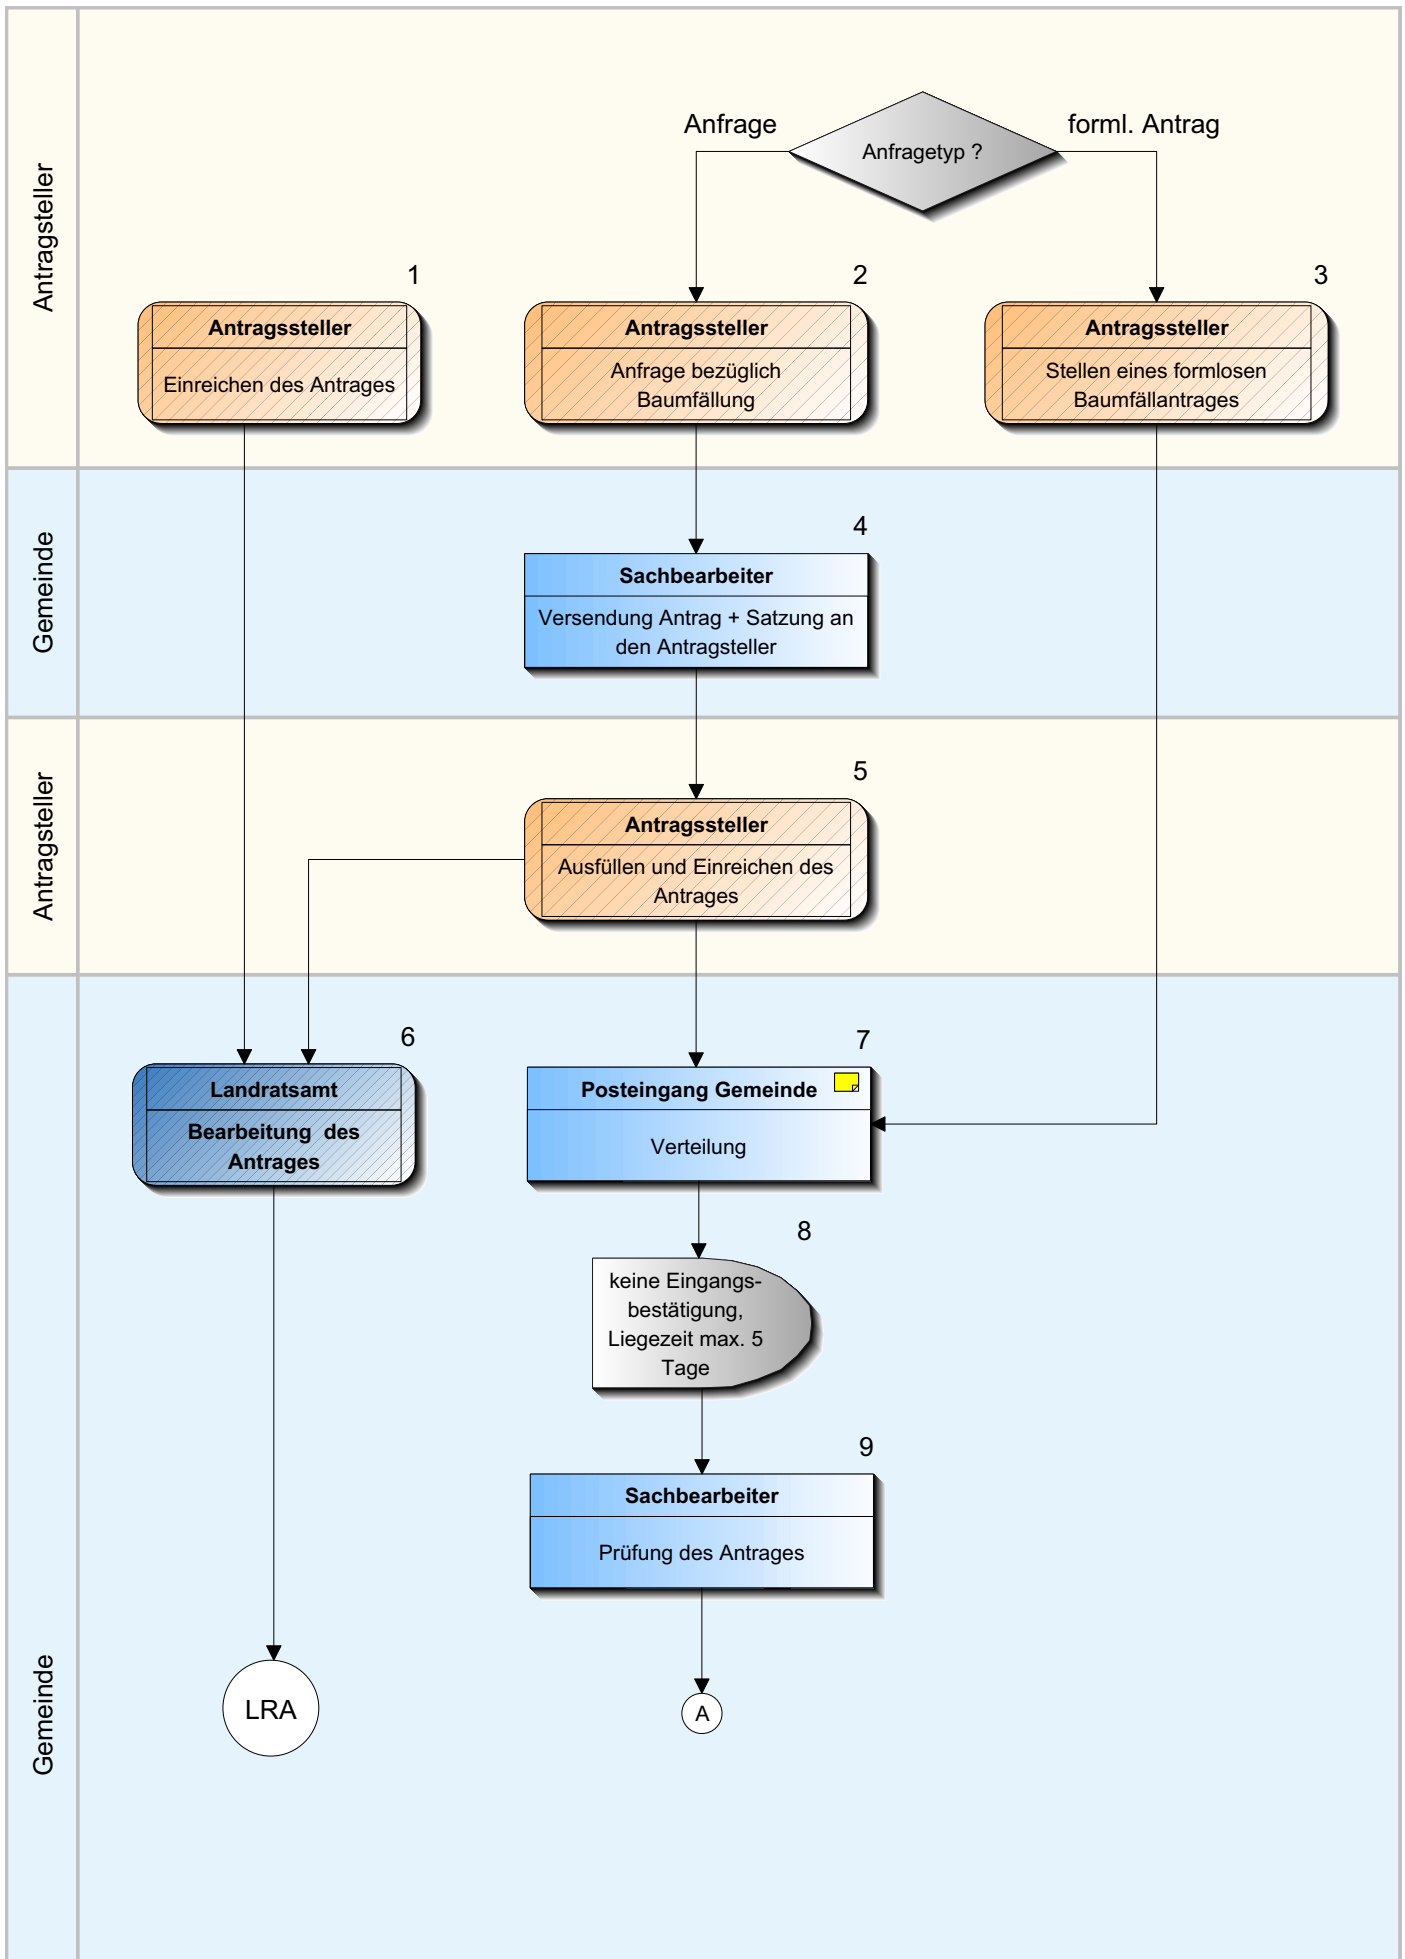 Antragsteller
Anfrage
forml. Antrag
Anfragetyp ?
1
Antragssteller
Einreichen des Antrages
2
Antragssteller
Anfrage bezüglich
Baumfällung
3
Antragssteller
Stellen eines formlosen
Baumfällantrages
Gemeinde
4
Sachbearbeiter
Versendung Antrag + Satzung an
den Antragsteller
Antragsteller
5
Antragssteller
Ausfüllen und Einreichen des
Antrages
Gemeinde
6
Landratsamt
Bearbeitung des
Antrages
7
Posteingang Gemeinde
Verteilung
8
keine Eingangs-
bestätigung,
Liegezeit max. 5
Tage
9
Sachbearbeiter
Prüfung des Antrages
LRA
A